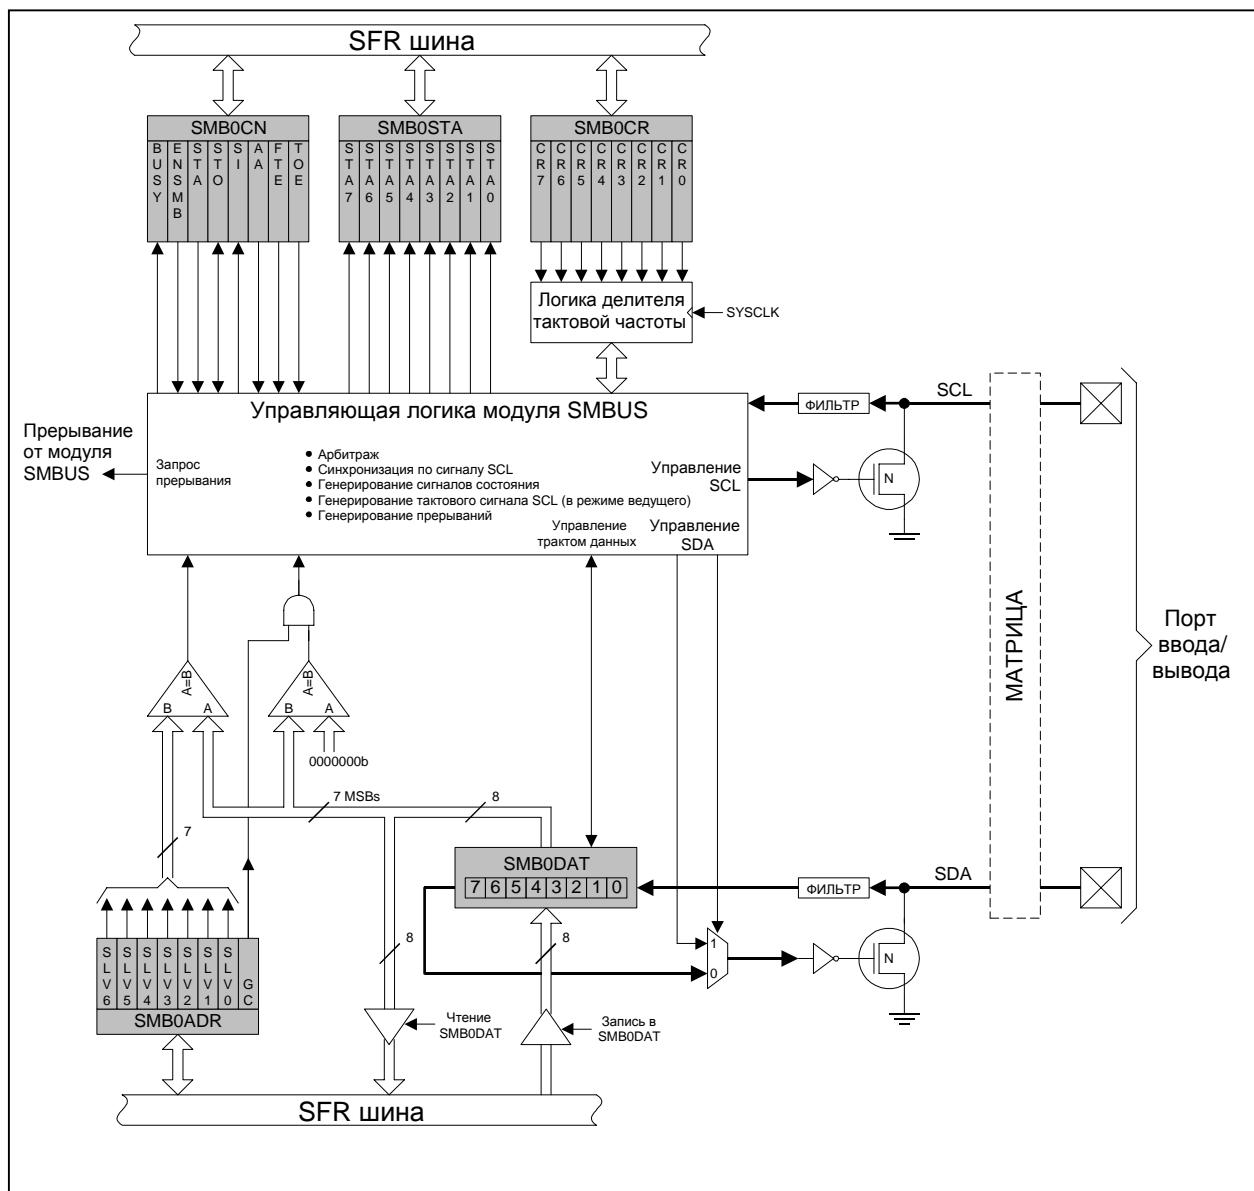 SFR шина
SMB0CN
BUSY ENSMB STA STO SI AA FTE TOE
SMB0STA
STA7 STA6 STA5 STA4 STA3 STA2 STA1 STA0
SMB0CR
CR7 CR6 CR5 CR4 CR3 CR2 CR1 CR0
Логика делителя
тактовой частоты
SYSCLK
Управляющая логика модуля SMBUS
Прерывание
от модуля
SMBUS
Запрос
прерывания
Арбитраж
Синхронизация по сигналу SCL
Генерирование сигналов состояния
Генерирование тактового сигнала SCL (в режиме ведущего)
Генерирование прерываний
Управление
SCL
Управление
трактом данных
Управление
SDA
ФИЛЬТР
SCL
N
МАТРИЦА
Порт
ввода/
вывода
A=B
B A
A=B
B A
0000000b
7 MSBs
8
7
SMB0DAT
7 6 5 4 3 2 1 0
ФИЛЬТР
SDA
1
0
N
8
8
SLV6 SLV5 SLV4 SLV3 SLV2 SLV1 SLV0 GC
SMB0ADR
Чтение
SMB0DAT
Запись в
SMB0DAT
SFR шина